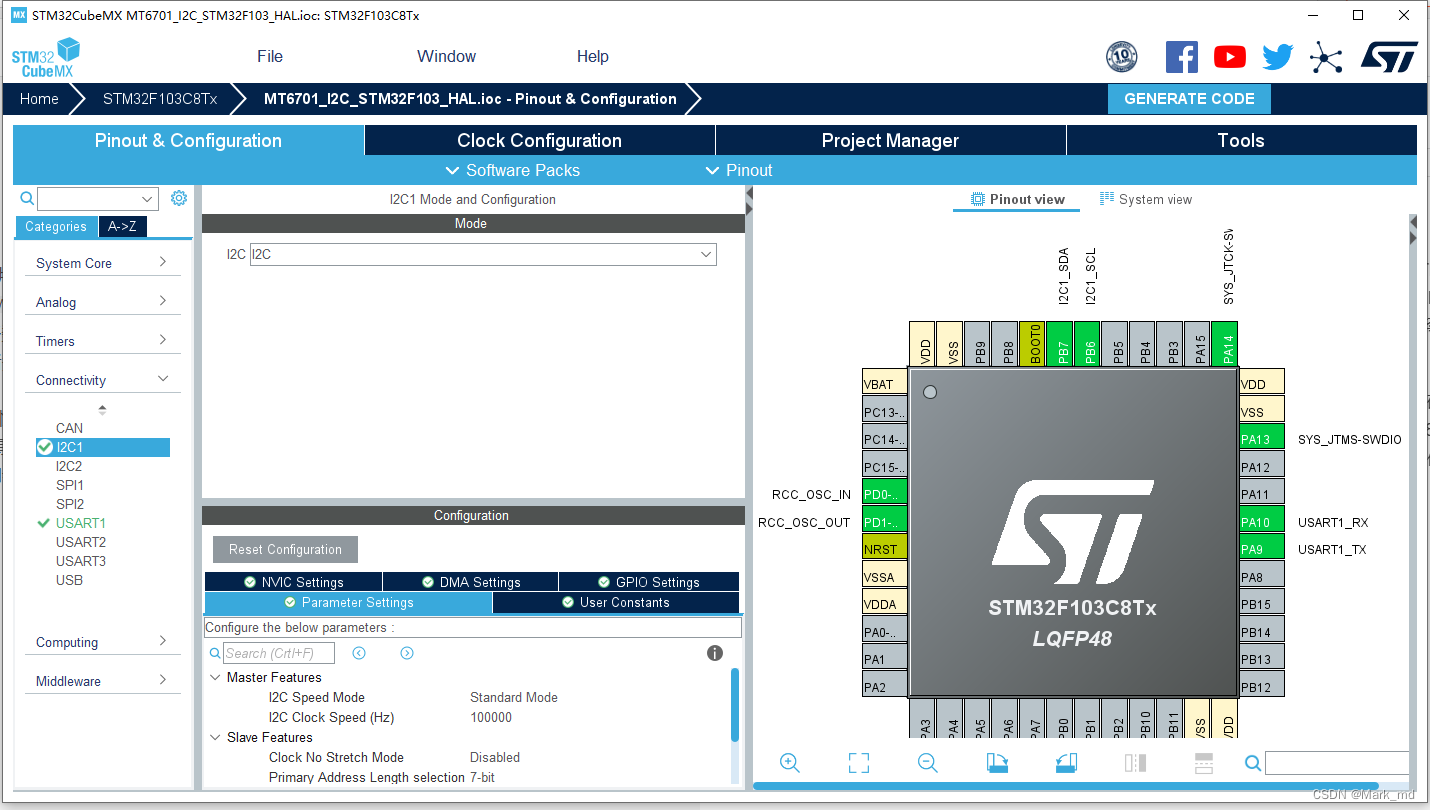 MX STM32CubeMX MT6701_I2C_STM32F103_HAL.ioc: STM32F103C8Tx
STM32
CubeMX
File Window Help
10 YEARS
ST
Home STM32F103C8Tx MT6701_I2C_STM32F103_HAL.ioc - Pinout & Configuration GENERATE CODE
Pinout & Configuration Clock Configuration Project Manager Tools
Software Packs Pinout
Categories A->Z
System Core
Analog
Timers
Connectivity
CAN
I2C1
I2C2
SPI1
SPI2
USART1
USART2
USART3
USB
Computing
Middleware
I2C1 Mode and Configuration
Mode
I2C I2C
Configuration
Reset Configuration
NVIC Settings DMA Settings GPIO Settings
Parameter Settings User Constants
Configure the below parameters :
Search (Crtl+F)
Master Features
I2C Speed Mode Standard Mode
I2C Clock Speed (Hz) 100000
Slave Features
Clock No Stretch Mode Disabled
Primary Address Length selection 7-bit
Pinout view System view
I2C1_SDA
I2C1_SCL
SYS_JTCK-SW
VDD
VSS
PB9
PB8
BOOT0
PB7
PB6
PB5
PB4
PB3
PA15
PA14
VBAT
PC13-..
PC14-..
PC15-..
RCC_OSC_IN PD0-..
RCC_OSC_OUT PD1-..
NRST
VSSA
VDDA
PA0-..
PA1
PA2
ST
STM32F103C8Tx
LQFP48
VDD
VSS
PA13 SYS_JTMS-SWDIO
PA12
PA11
PA10 USART1_RX
PA9 USART1_TX
PA8
PB15
PB14
PB13
PB12
PA3
PA4
PA5
PA6
PA7
PB0
PB1
PB2
PB10
PB11
VSS
VDD
CSDN @Mark_md